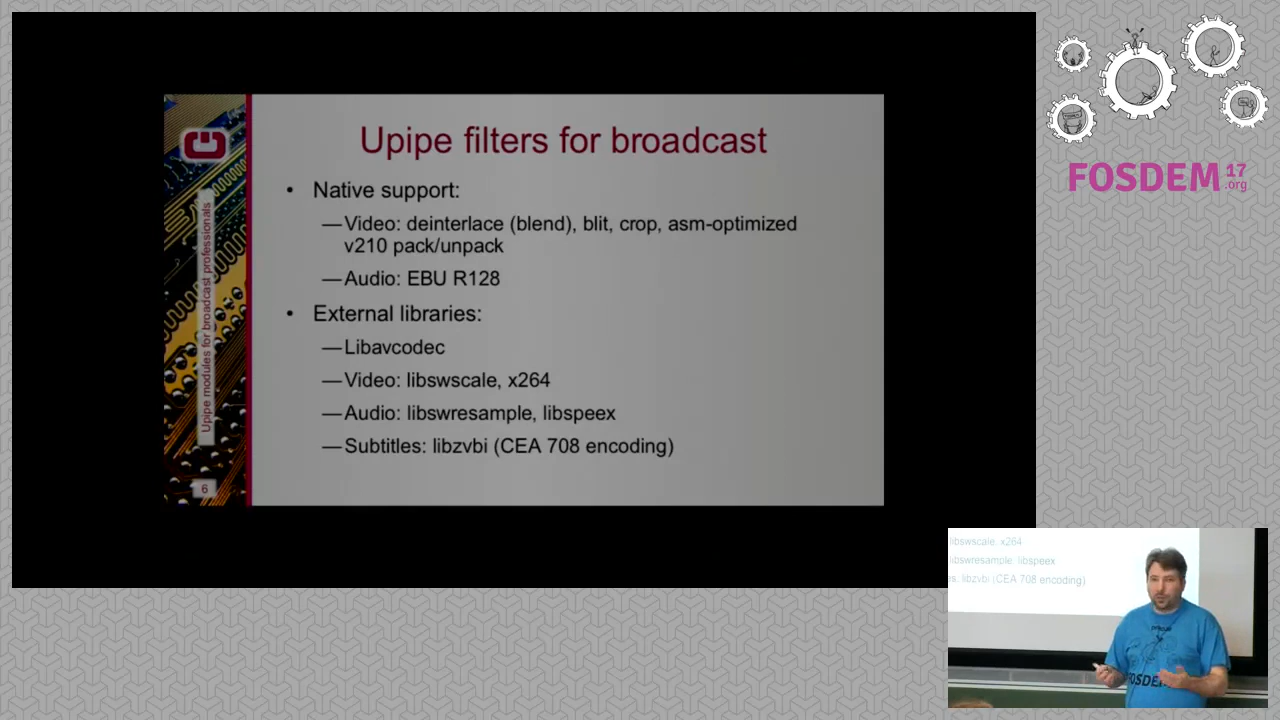 Upipe filters for broadcast
• Native support:
—Video: deinterlace (blend), blit, crop, asm-optimized
v210 pack/unpack
—Audio: EBU R128
• External libraries:
—Libavcodec
—Video: libswscale, x264
—Audio: libswresample, libspeex
—Subtitles: libzvbi (CEA 708 encoding)
Upipe modules for broadcast professionals
6
FOSDEM 17
.org
libswscale, x264
libswresample, libspeex
s: libzvbi (CEA 708 encoding)
FOSDEM